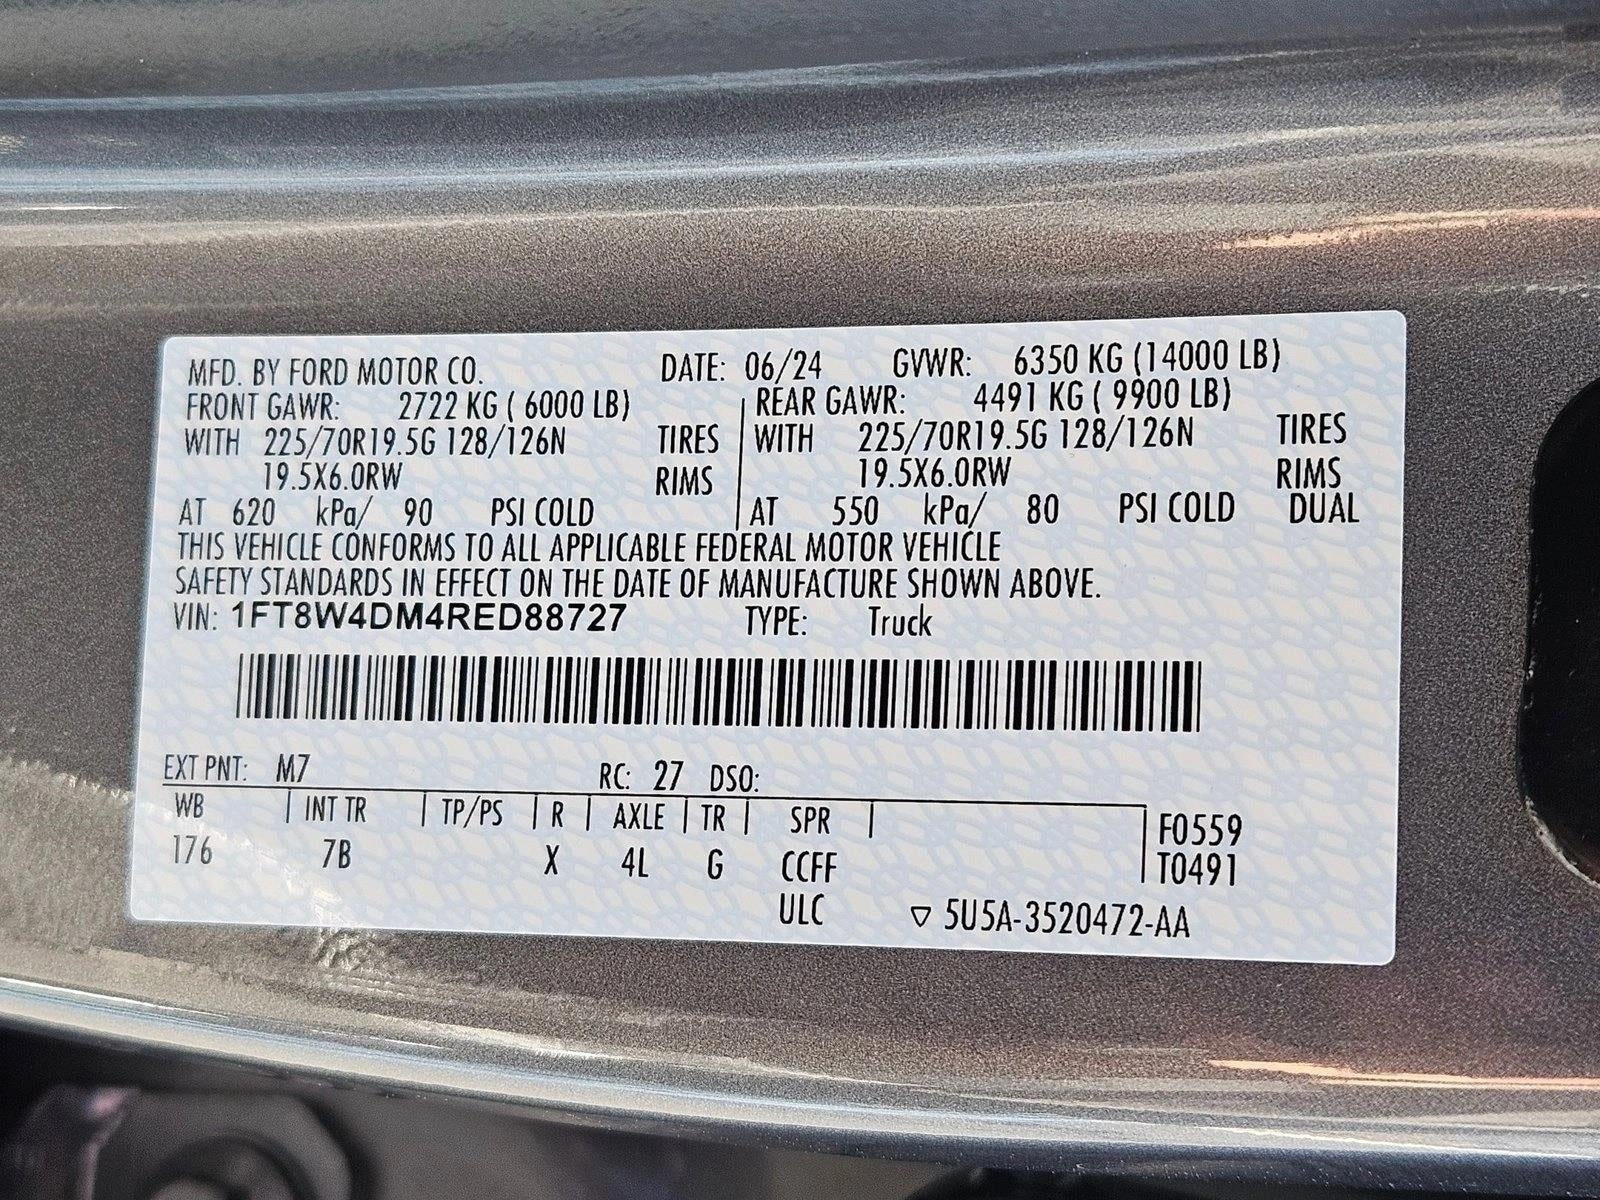 MFD. BY FORD MOTOR CO. DATE: 06/24 GVWR: 6350 KG (14000 LB)
FRONT GAWR: 2722 KG ( 6000 LB) REAR GAWR: 4491 KG ( 9900 LB)
WITH 225/70R19.5G 128/126N TIRES WITH 225/70R19.5G 128/126N TIRES
19.5X6.0RW RIMS 19.5X6.0RW RIMS
AT 620 kPa/ 90 PSI COLD AT 550 kPa/ 80 PSI COLD DUAL
THIS VEHICLE CONFORMS TO ALL APPLICABLE FEDERAL MOTOR VEHICLE
SAFETY STANDARDS IN EFFECT ON THE DATE OF MANUFACTURE SHOWN ABOVE.
VIN: 1FT8W4DM4RED88727 TYPE: Truck
EXT PNT: M7 RC: 27 DSO:
WB INT TR TP/PS R AXLE TR SPR F0559
176 7B X 4L G CCFF T0491
ULC ▽ 5U5A-3520472-AA